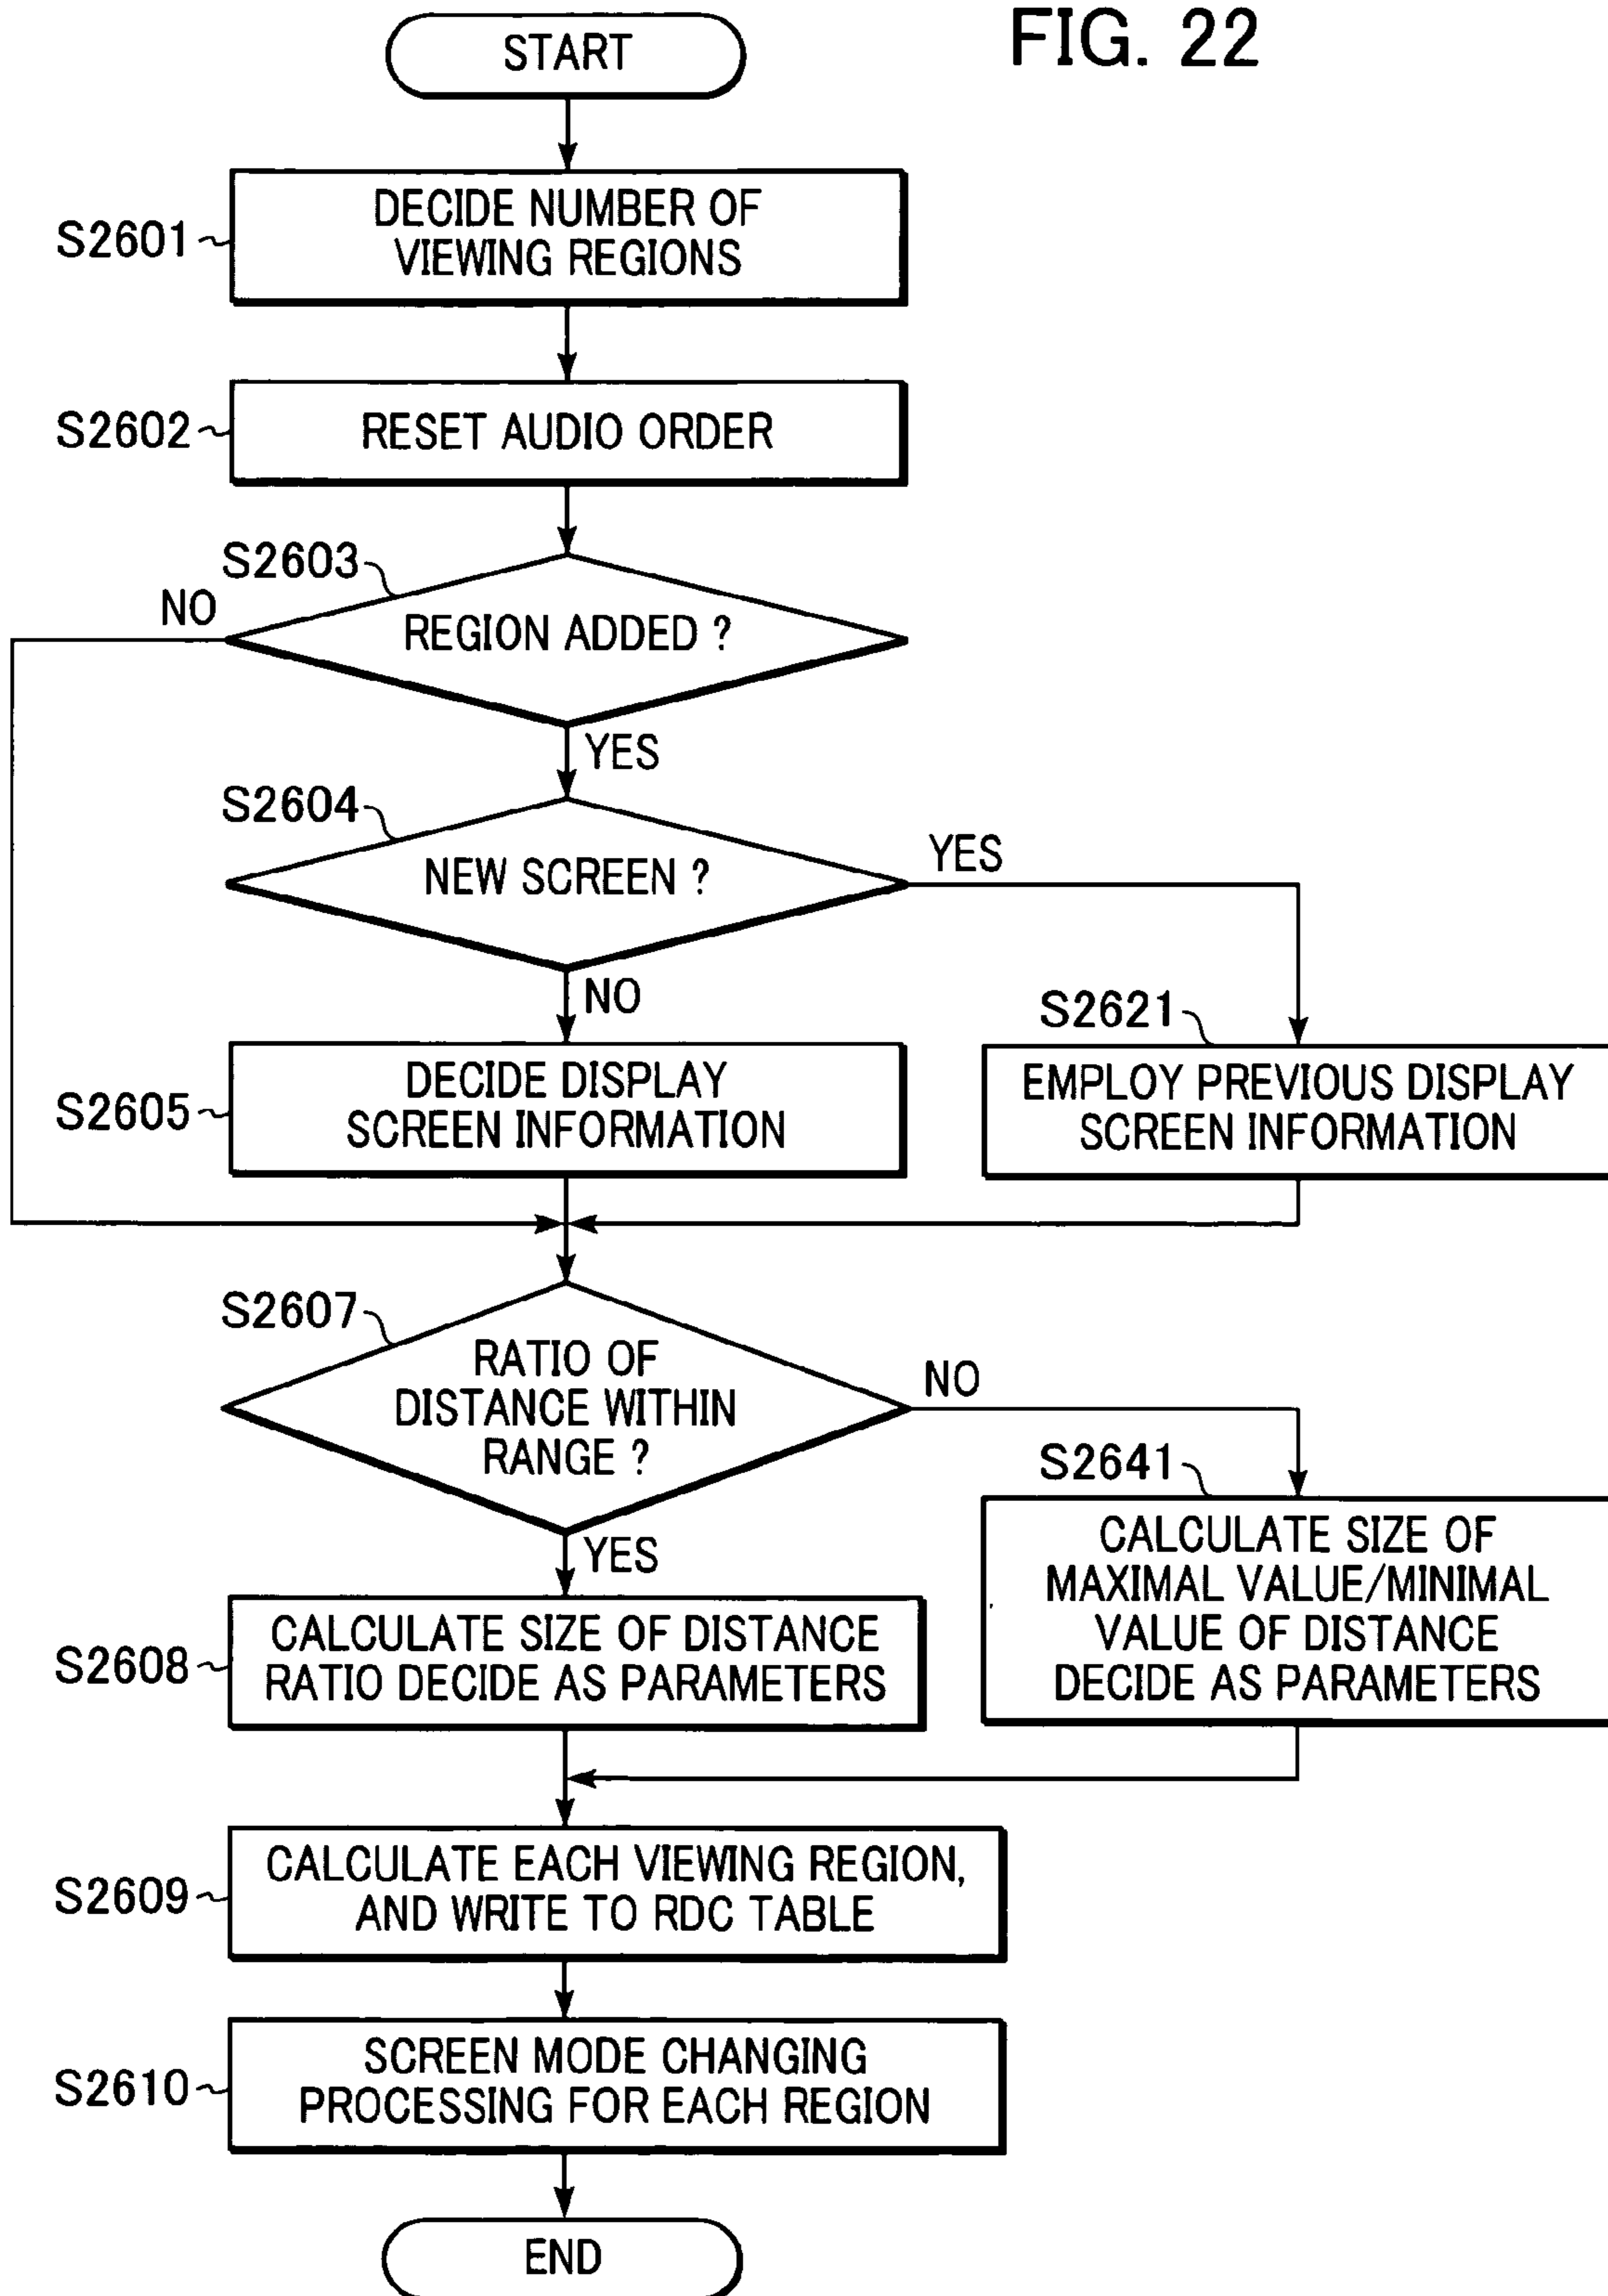 FIG. 22
START
S2601
DECIDE NUMBER OF
VIEWING REGIONS
S2602
RESET AUDIO ORDER
S2603
NO
REGION ADDED ?
YES
S2604
NEW SCREEN ?
YES
NO
S2605
DECIDE DISPLAY
SCREEN INFORMATION
S2621
EMPLOY PREVIOUS DISPLAY
SCREEN INFORMATION
S2607
RATIO OF
DISTANCE WITHIN
RANGE ?
NO
YES
S2641
CALCULATE SIZE OF
MAXIMAL VALUE/MINIMAL
VALUE OF DISTANCE
DECIDE AS PARAMETERS
S2608
CALCULATE SIZE OF DISTANCE
RATIO DECIDE AS PARAMETERS
S2609
CALCULATE EACH VIEWING REGION,
AND WRITE TO RDC TABLE
S2610
SCREEN MODE CHANGING
PROCESSING FOR EACH REGION
END